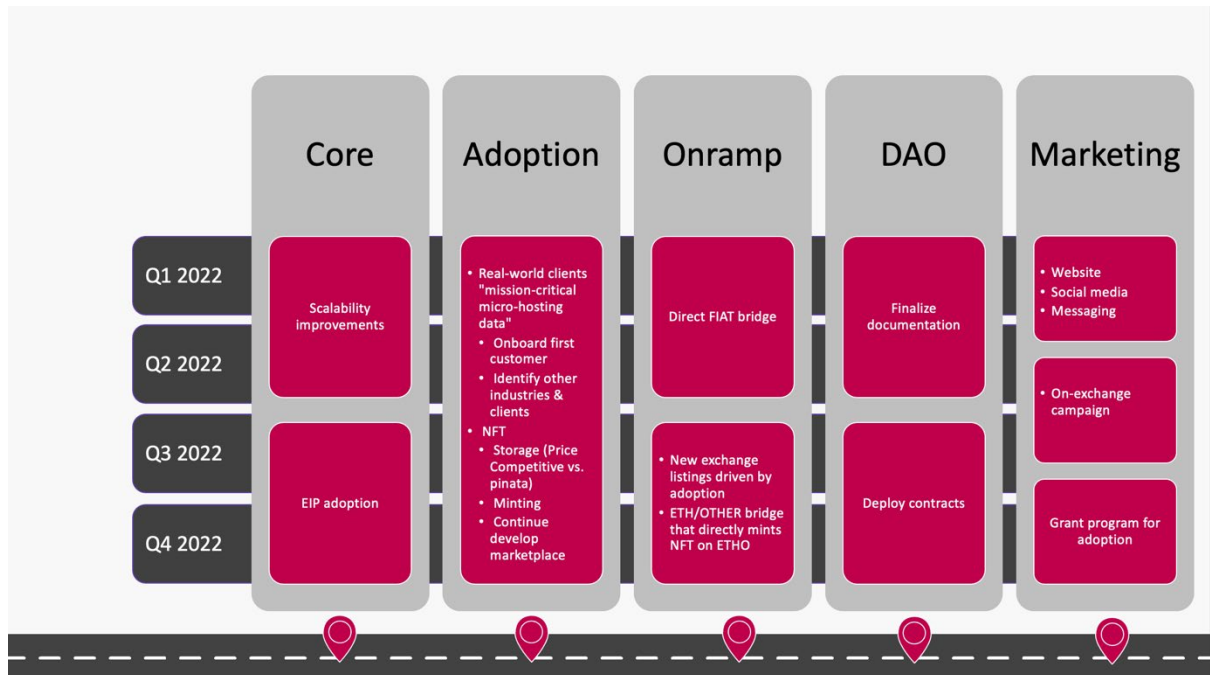 Core
Adoption
Onramp
DAO
Marketing
Q1 2022
Q2 2022
Q3 2022
Q4 2022
Scalability
improvements
EIP adoption
• Real-world clients
"mission-critical
micro-hosting
data"
• Onboard first
customer
• Identify other
industries &
clients
• NFT
• Storage (Price
Competitive vs.
pinata)
• Minting
• Continue
develop
marketplace
Direct FIAT bridge
• New exchange
listings driven by
adoption
• ETH/OTHER bridge
that directly mints
NFT on ETHO
Finalize
documentation
Deploy contracts
• Website
• Social media
• Messaging
• On-exchange
campaign
Grant program for
adoption